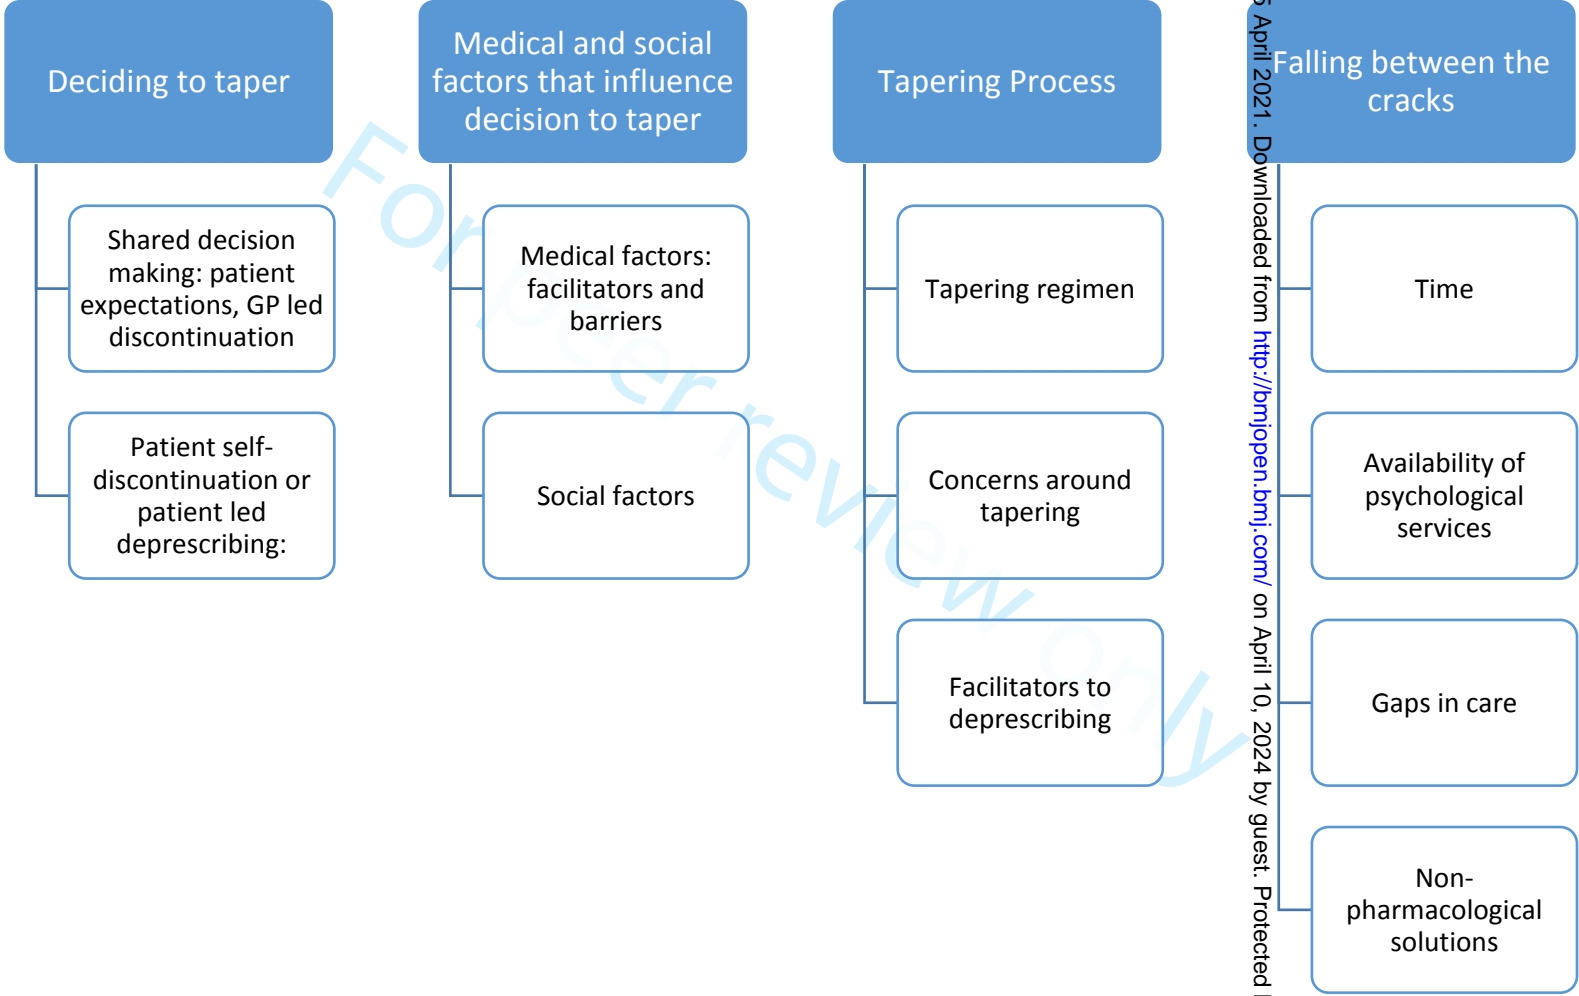 Deciding to taper
Shared decision
making: patient
expectations, GP led
discontinuation
Patient self-
discontinuation or
patient led
deprescribing:
Medical and social
factors that influence
decision to taper
Medical factors:
facilitators and
barriers
Social factors
Tapering Process
Tapering regimen
Concerns around
tapering
Facilitators to
deprescribing
Falling between the
cracks
Time
Availability of
psychological
services
Gaps in care
Non-
pharmacological
solutions
For peer review only
April 2021. Downloaded from http://bmjopen.bmj.com/ on April 10, 2024 by guest. Protected